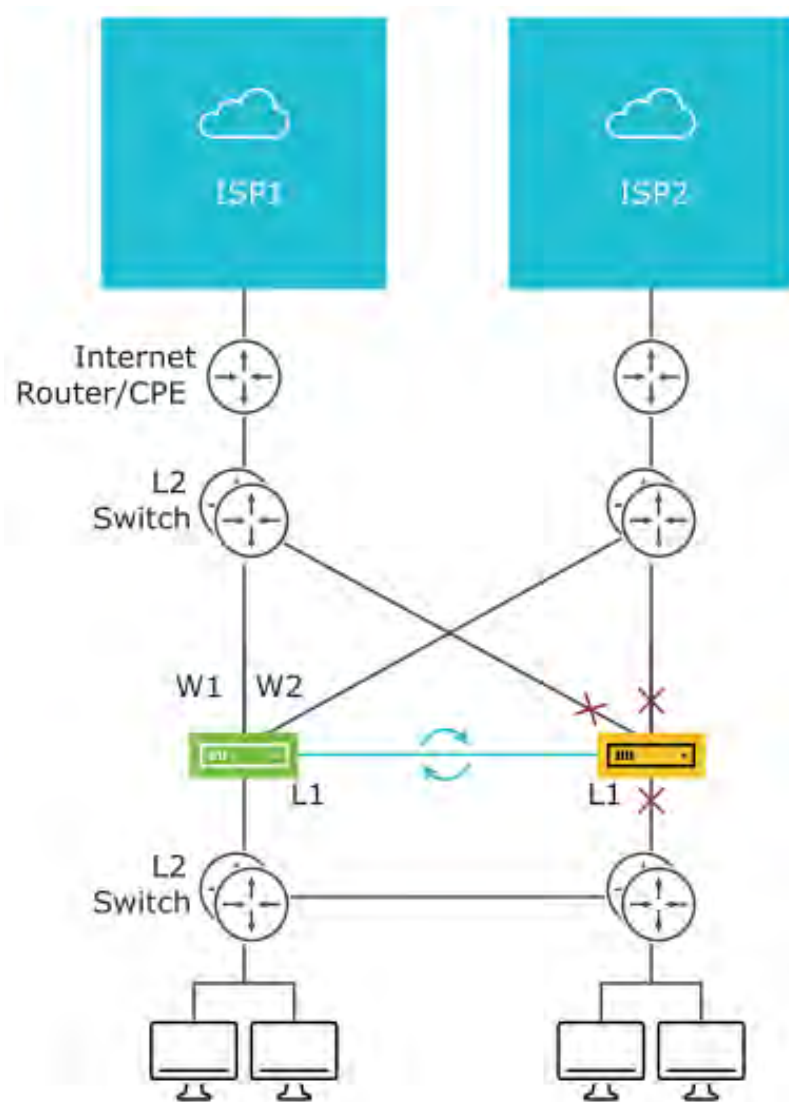 ISP1
ISP2
Internet
Router/CPE
L2
Switch
W1
W2
L1
L1
L2
Switch